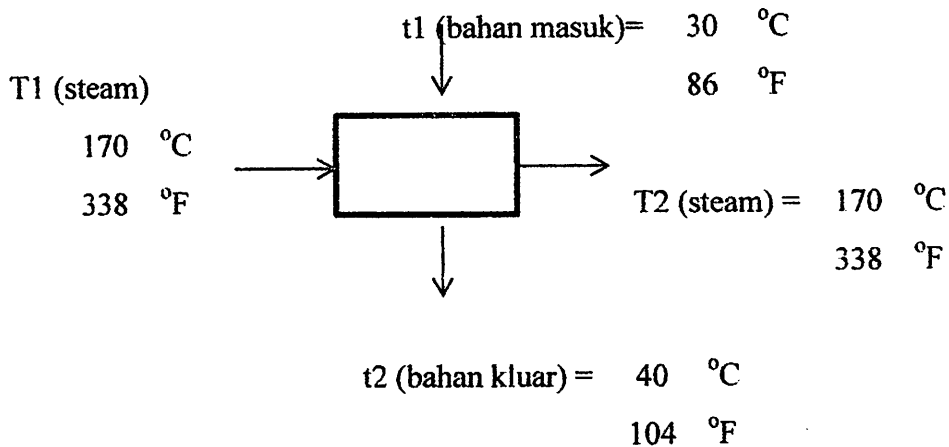 t1 (bahan masuk)= 30 °C
86 °F
T1 (steam)
170 °C
338 °F
T2 (steam) = 170 °C
338 °F
t2 (bahan kluar) = 40 °C
104 °F